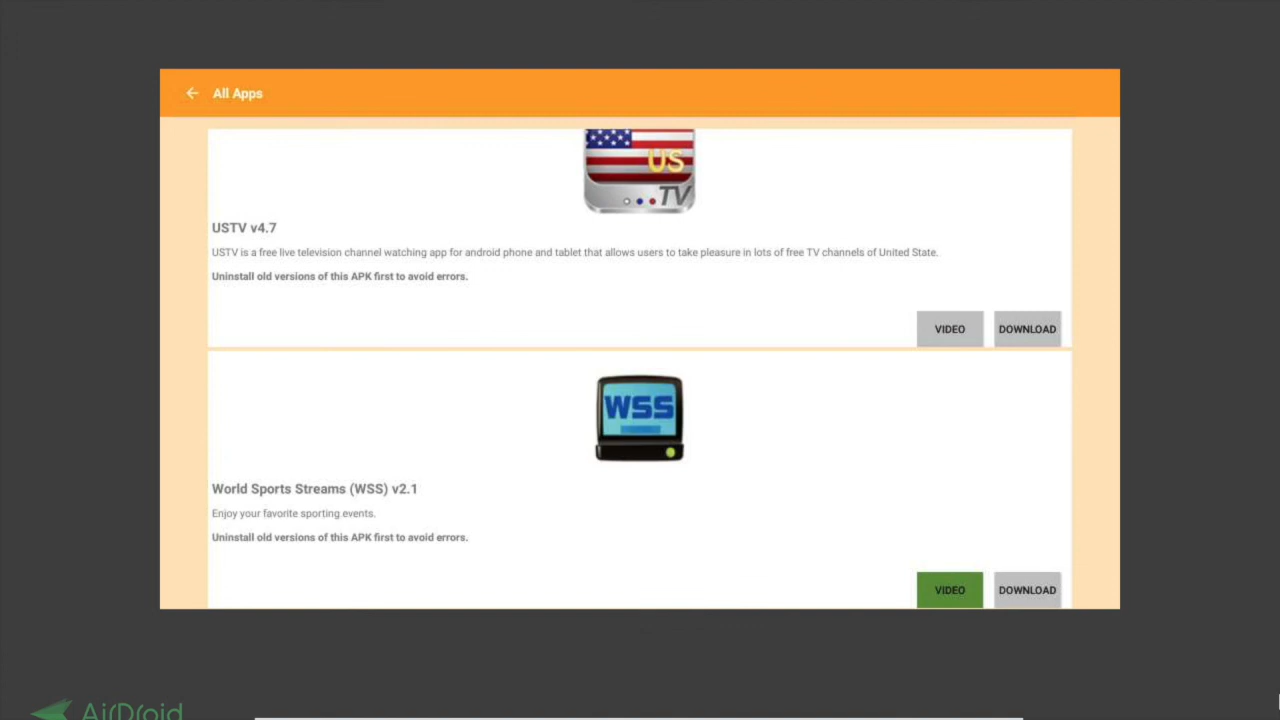 All Apps
US
TV
USTV v4.7
USTV is a free live television channel watching app for android phone and tablet that allows users to take pleasure in lots of free TV channels of United State.
Uninstall old versions of this APK first to avoid errors.
VIDEO DOWNLOAD
WSS
World Sports Streams (WSS) v2.1
Enjoy your favorite sporting events.
Uninstall old versions of this APK first to avoid errors.
VIDEO DOWNLOAD
AirDroid